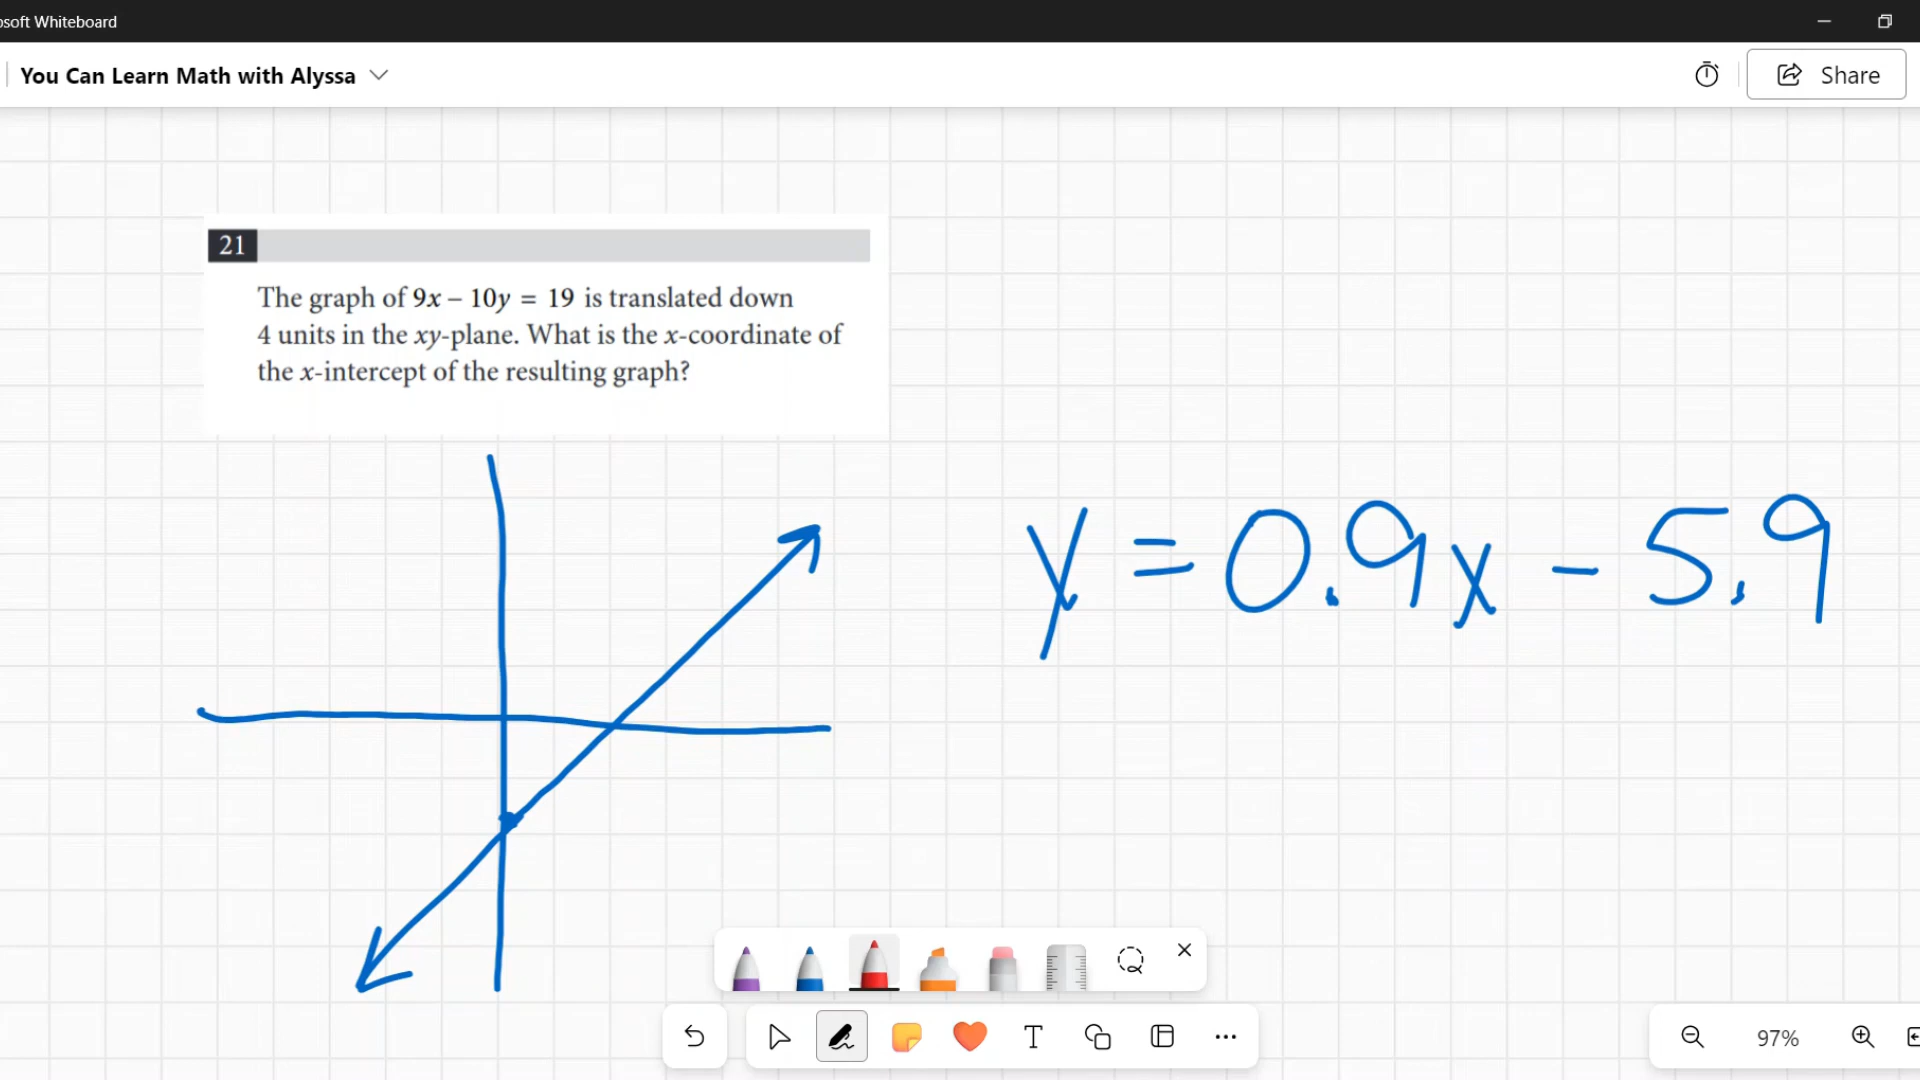 osoft Whiteboard
You Can Learn Math with Alyssa
Share
21
The graph of 9x – 10y = 19 is translated down
4 units in the xy-plane. What is the x-coordinate of
the x-intercept of the resulting graph?
y = 0.9x - 5.9
97%